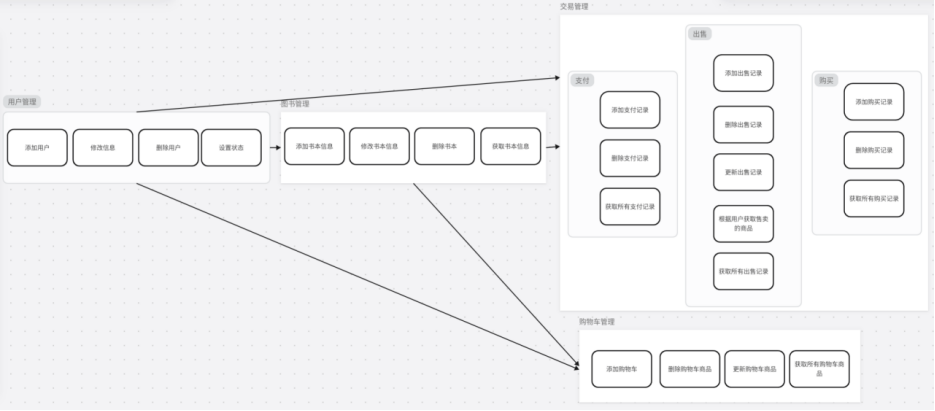 交易管理
出售
添加出售记录
删除出售记录
更新出售记录
根据用户获取售卖
的商品
获取所有出售记录
支付
添加支付记录
删除支付记录
获取所有支付记录
购买
添加购买记录
删除购买记录
获取所有购买记录
用户管理
添加用户
修改信息
删除用户
设置状态
图书管理
添加书本信息
修改书本信息
删除书本
获取书本信息
购物车管理
添加购物车
删除购物车商品
更新购物车商品
获取所有购物车商
品